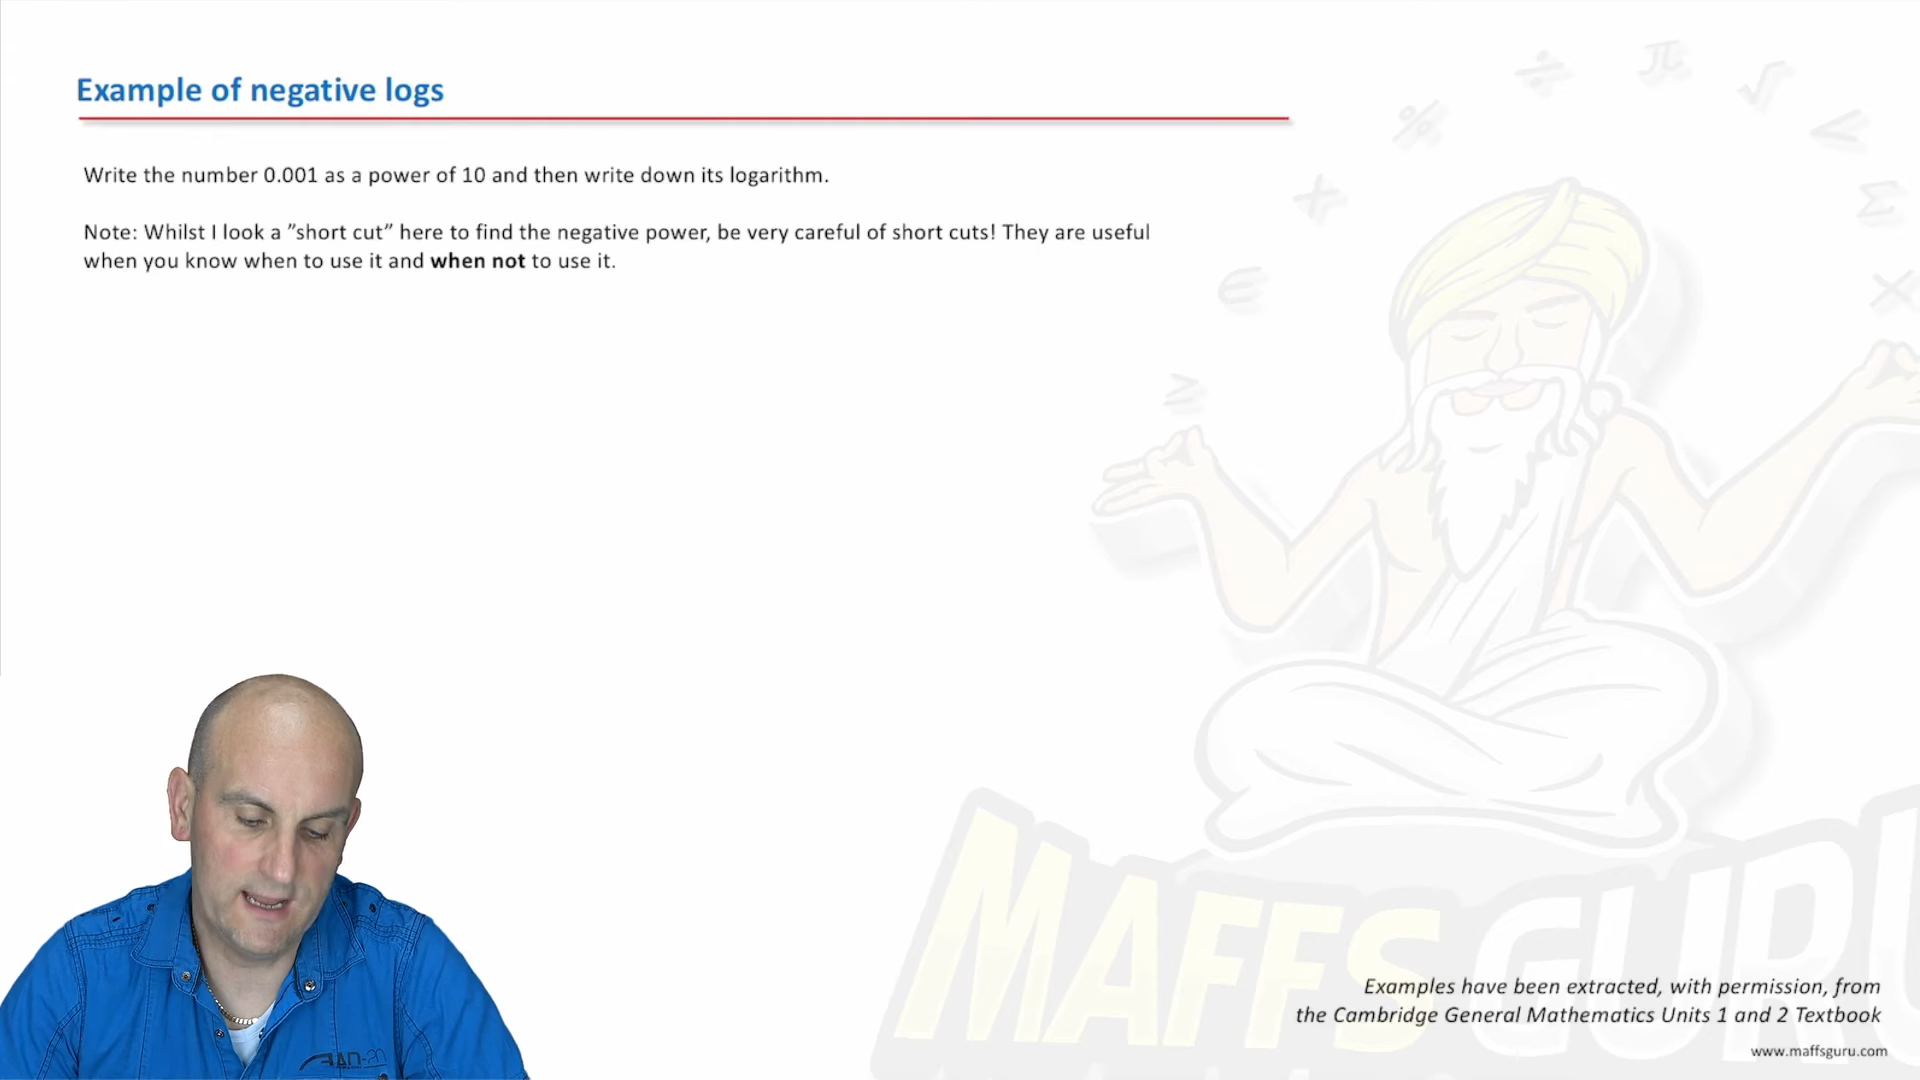 Example of negative logs
Write the number 0.001 as a power of 10 and then write down its logarithm.
Note: Whilst I look a ”short cut” here to find the negative power, be very careful of short cuts! They are useful
when you know when to use it and when not to use it.
MAFFS GURU
Examples have been extracted, with permission, from
the Cambridge General Mathematics Units 1 and 2 Textbook
www.maffsguru.com